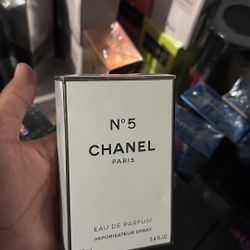 N°5
CHANEL
PARIS
EAU DE PARFUM
VAPORISATEUR SPRAY
3.4 FL.OZ